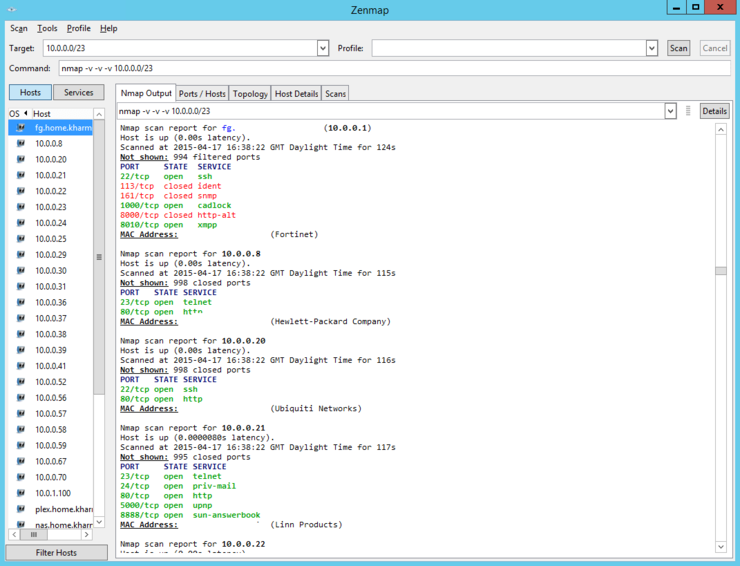 Zenmap
Scan Tools Profile Help
Target: 10.0.0.0/23 Profile: Scan Cancel
Command: nmap -v -v -v 10.0.0.0/23
Hosts Services
Nmap Output Ports / Hosts Topology Host Details Scans
OS Host
nmap -v -v -v 10.0.0.0/23 Details
fg.home.kharm
10.0.0.8
10.0.0.20
10.0.0.21
10.0.0.22
10.0.0.23
10.0.0.24
10.0.0.25
10.0.0.29
10.0.0.30
10.0.0.31
10.0.0.36
10.0.0.37
10.0.0.38
10.0.0.39
10.0.0.41
10.0.0.52
10.0.0.56
10.0.0.57
10.0.0.58
10.0.0.59
10.0.0.67
10.0.0.70
10.0.1.100
plex.home.kharr
nas.home.kharm
Filter Hosts
Nmap scan report for fg. (10.0.0.1)
Host is up (0.00s latency).
Scanned at 2015-04-17 16:38:22 GMT Daylight Time for 124s
Not shown: 994 filtered ports
PORT STATE SERVICE
22/tcp open ssh
113/tcp closed ident
161/tcp closed snmp
1000/tcp open cadlock
8000/tcp closed http-alt
8010/tcp open xmpp
MAC Address: (Fortinet)
Nmap scan report for 10.0.0.8
Host is up (0.00s latency).
Scanned at 2015-04-17 16:38:22 GMT Daylight Time for 115s
Not shown: 998 closed ports
PORT STATE SERVICE
23/tcp open telnet
80/tcp open http
MAC Address: (Hewlett-Packard Company)
Nmap scan report for 10.0.0.20
Host is up (0.00s latency).
Scanned at 2015-04-17 16:38:22 GMT Daylight Time for 116s
Not shown: 998 closed ports
PORT STATE SERVICE
22/tcp open ssh
80/tcp open http
MAC Address: (Ubiquiti Networks)
Nmap scan report for 10.0.0.21
Host is up (0.0000080s latency).
Scanned at 2015-04-17 16:38:22 GMT Daylight Time for 117s
Not shown: 995 closed ports
PORT STATE SERVICE
23/tcp open telnet
24/tcp open priv-mail
80/tcp open http
5000/tcp open upnp
8888/tcp open sun-answerbook
MAC Address: (Linn Products)
Nmap scan report for 10.0.0.22